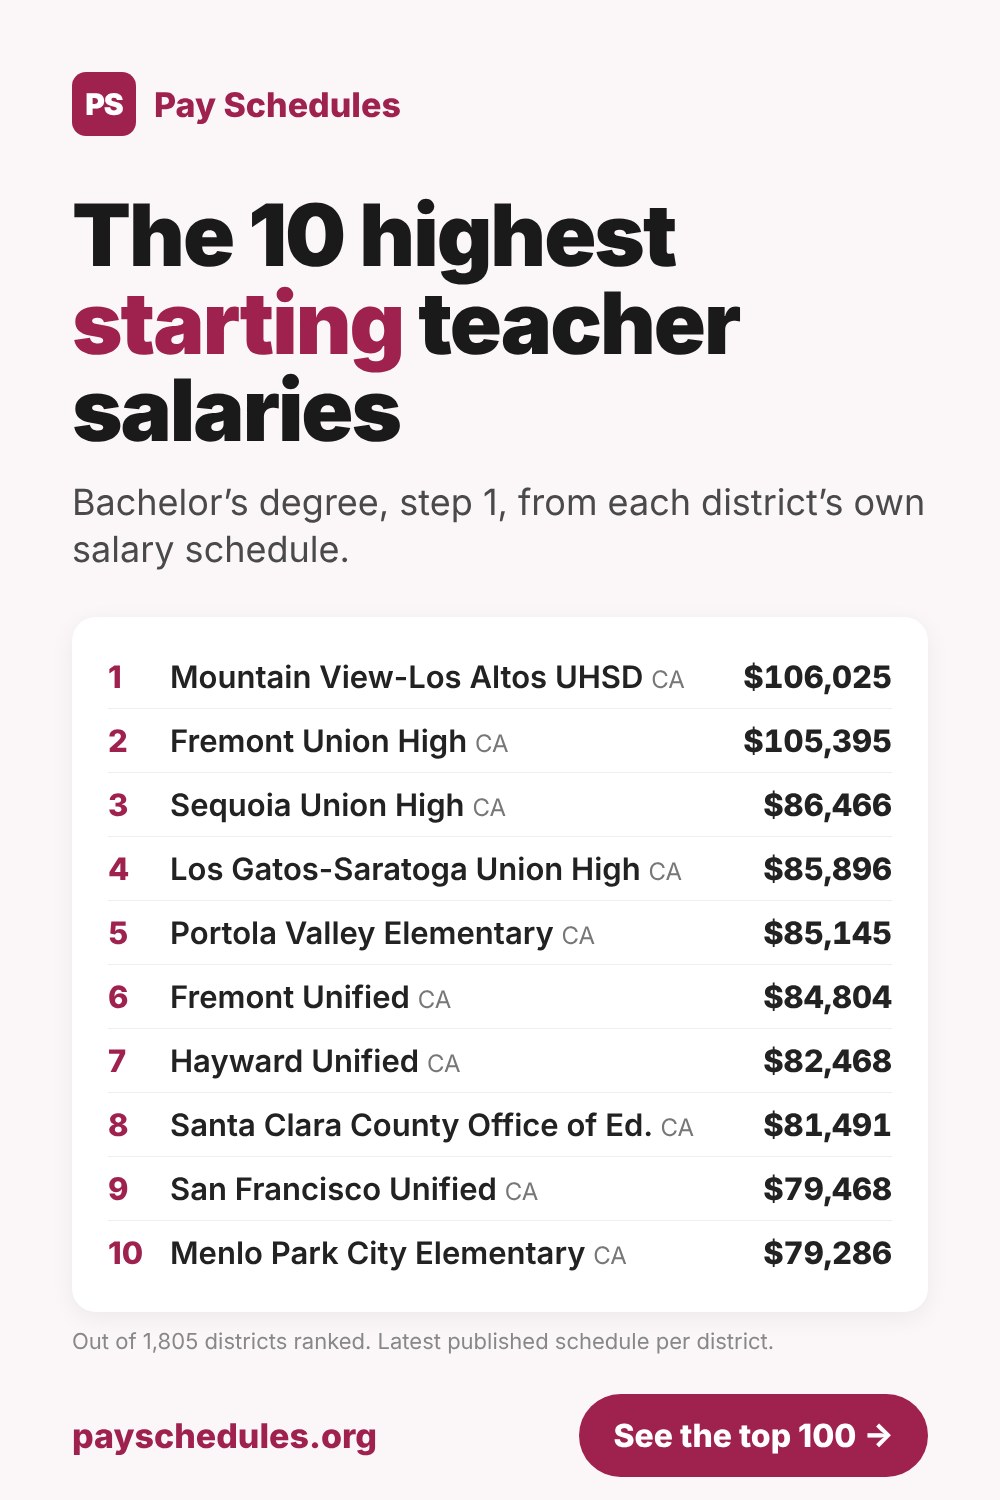 PS Pay Schedules
The 10 highest
starting teacher
salaries
Bachelor’s degree, step 1, from each district’s own
salary schedule.
1 Mountain View-Los Altos UHSD CA $106,025
2 Fremont Union High CA $105,395
3 Sequoia Union High CA $86,466
4 Los Gatos-Saratoga Union High CA $85,896
5 Portola Valley Elementary CA $85,145
6 Fremont Unified CA $84,804
7 Hayward Unified CA $82,468
8 Santa Clara County Office of Ed. CA $81,491
9 San Francisco Unified CA $79,468
10 Menlo Park City Elementary CA $79,286
Out of 1,805 districts ranked. Latest published schedule per district.
payschedules.org See the top 100 →